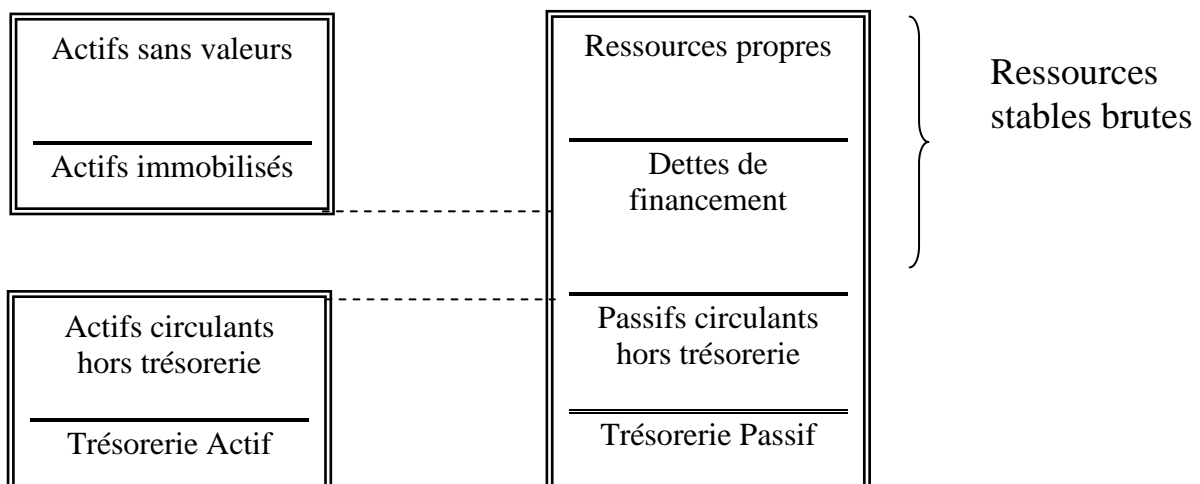 Actifs sans valeurs
Actifs immobilisés
Actifs circulants
hors trésorerie
Trésorerie Actif
Ressources propres
Dettes de
financement
Passifs circulants
hors trésorerie
Trésorerie Passif
Ressources
stables brutes